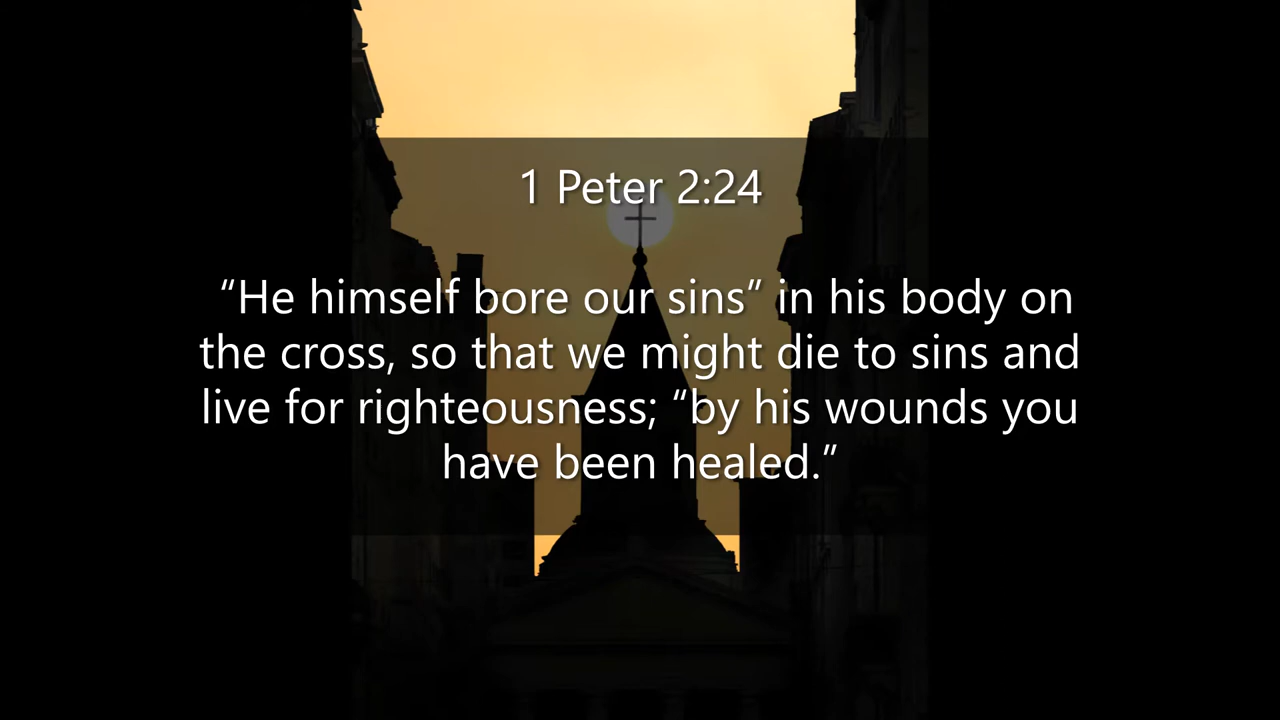 1 Peter 2:24
“He himself bore our sins” in his body on
the cross, so that we might die to sins and
live for righteousness; “by his wounds you
have been healed.”